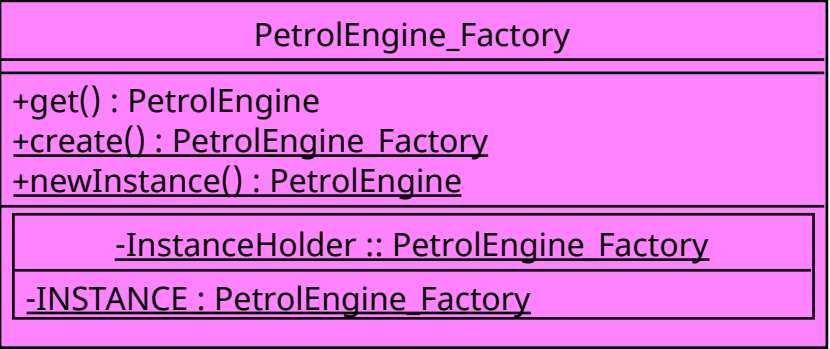 PetrolEngine_Factory
+get() : PetrolEngine
+create() : PetrolEngine_Factory
+newInstance() : PetrolEngine
-InstanceHolder :: PetrolEngine_Factory
-INSTANCE : PetrolEngine_Factory